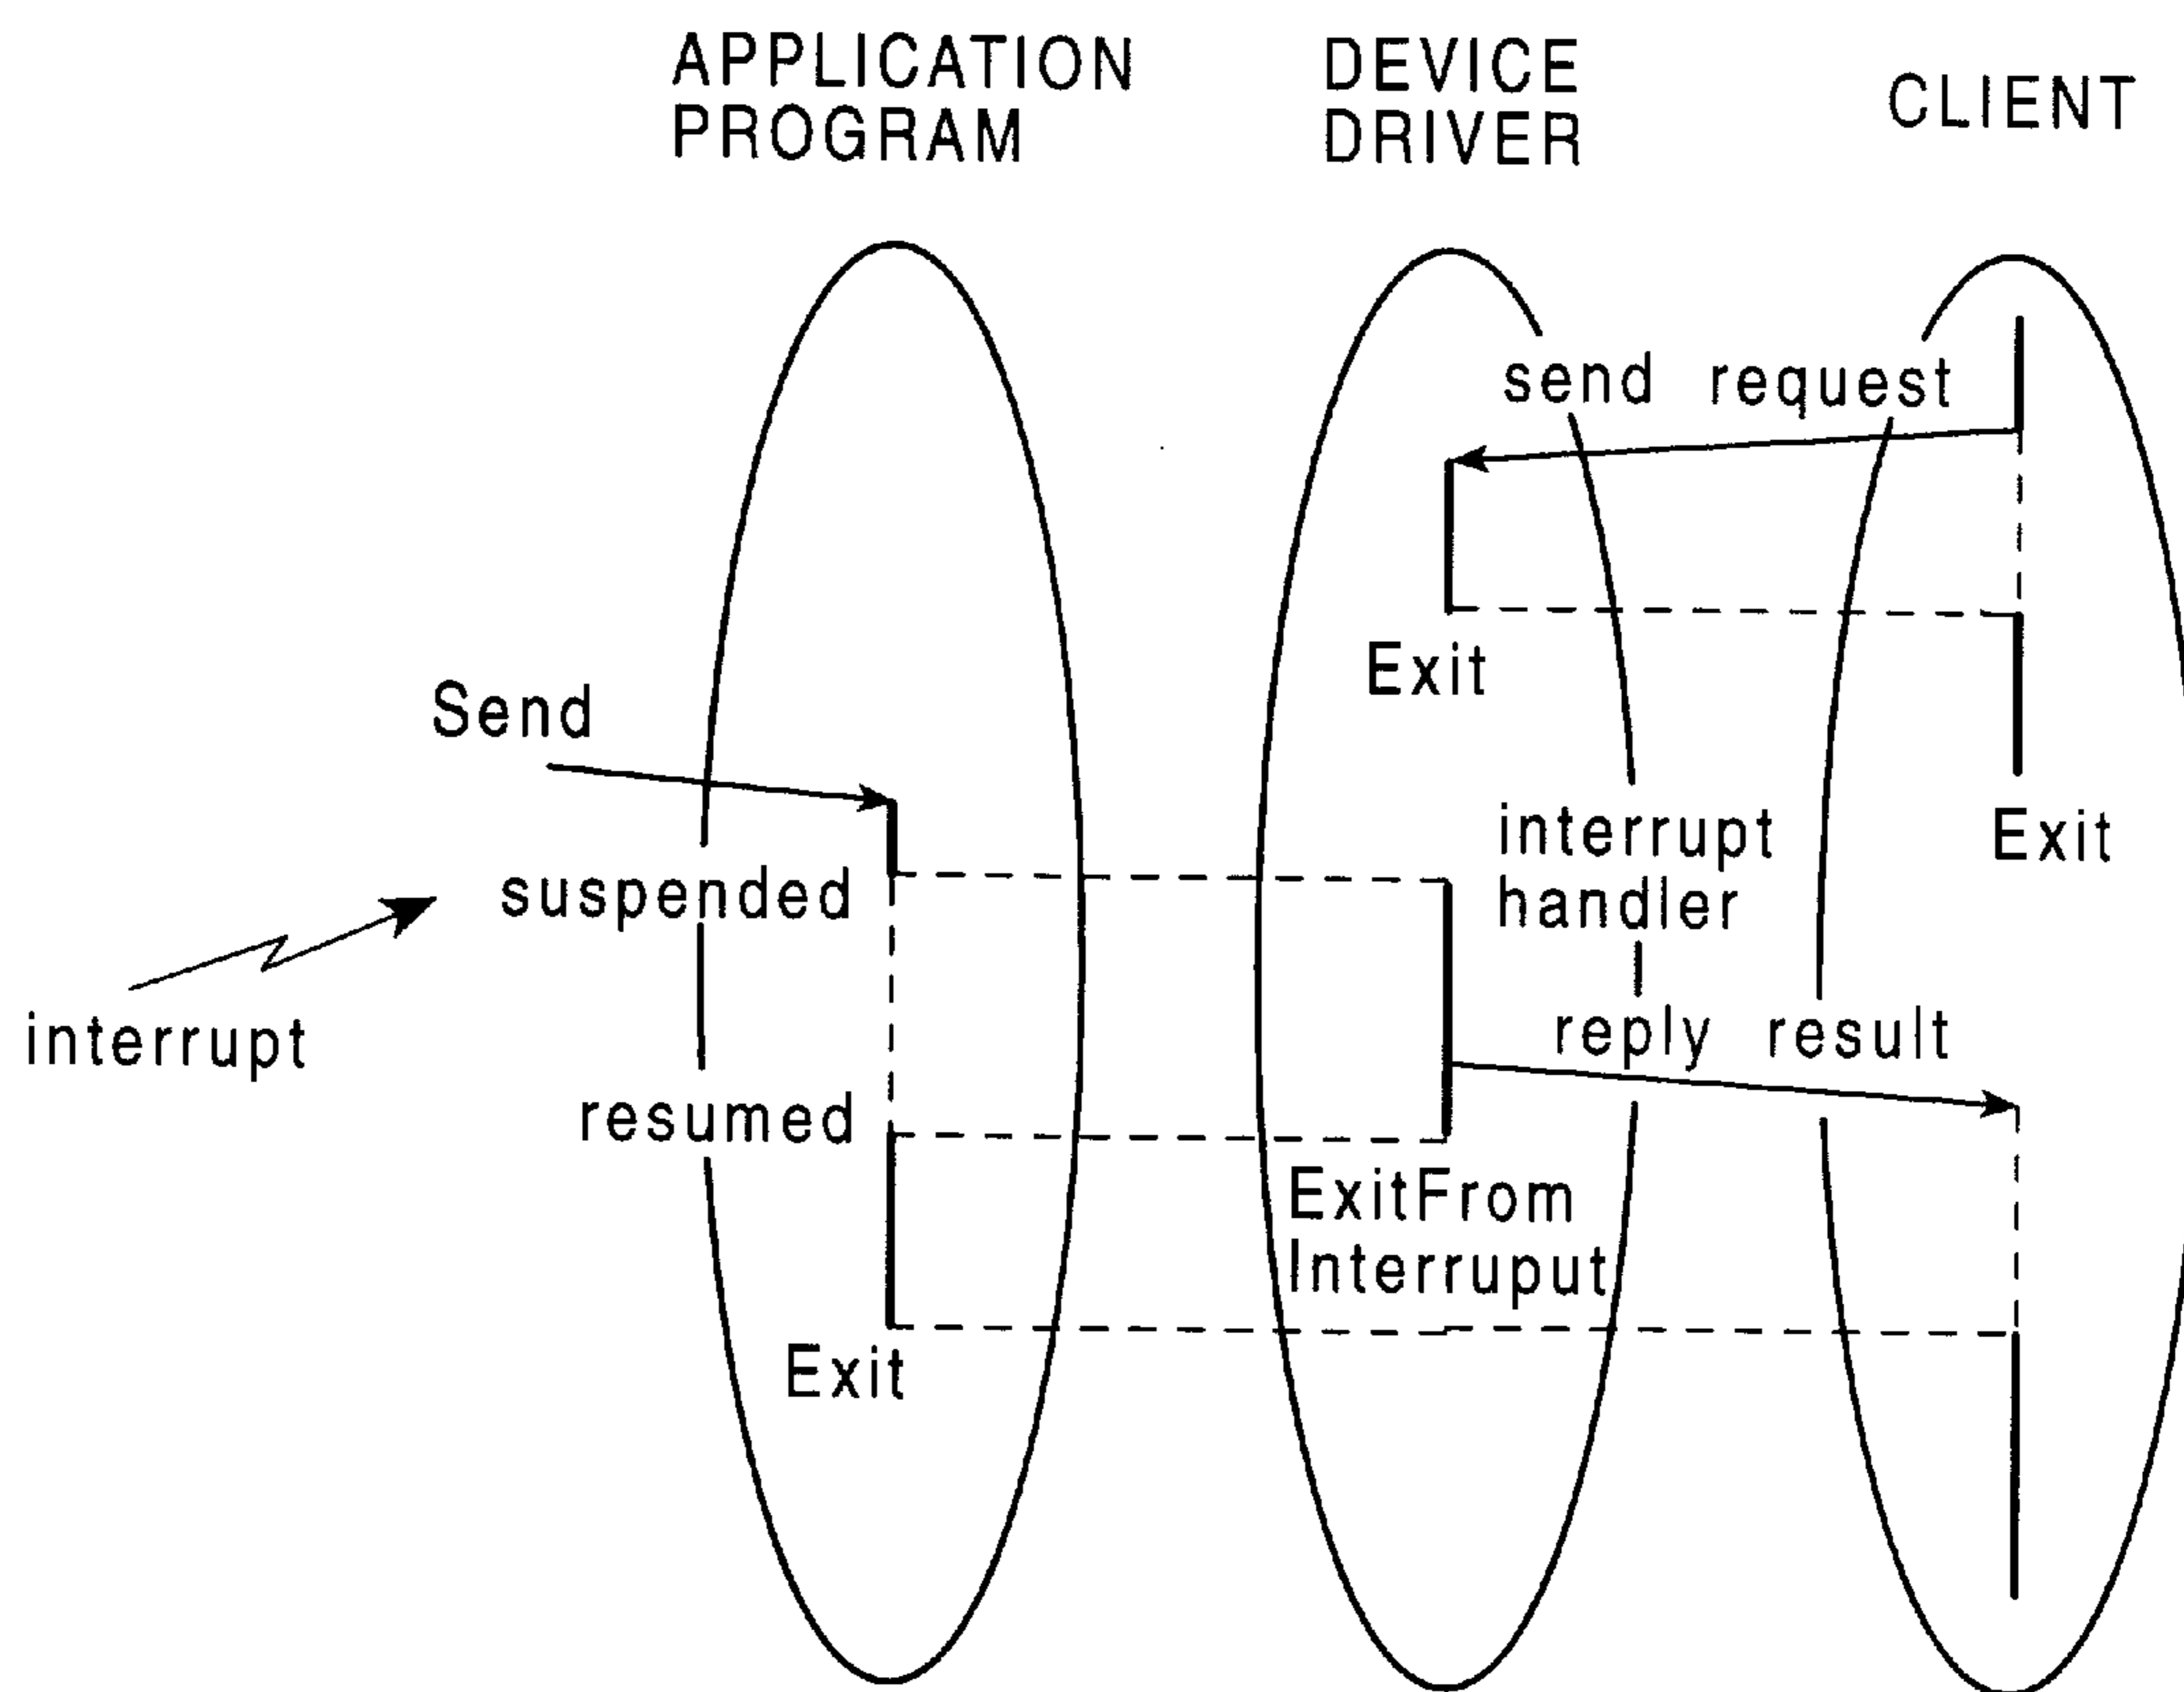 APPLICATION
PROGRAM
DEVICE
DRIVER
CLIENT
send request
Exit
Send
interrupt
handler
Exit
suspended
interrupt
reply result
resumed
ExitFrom
Interruput
Exit